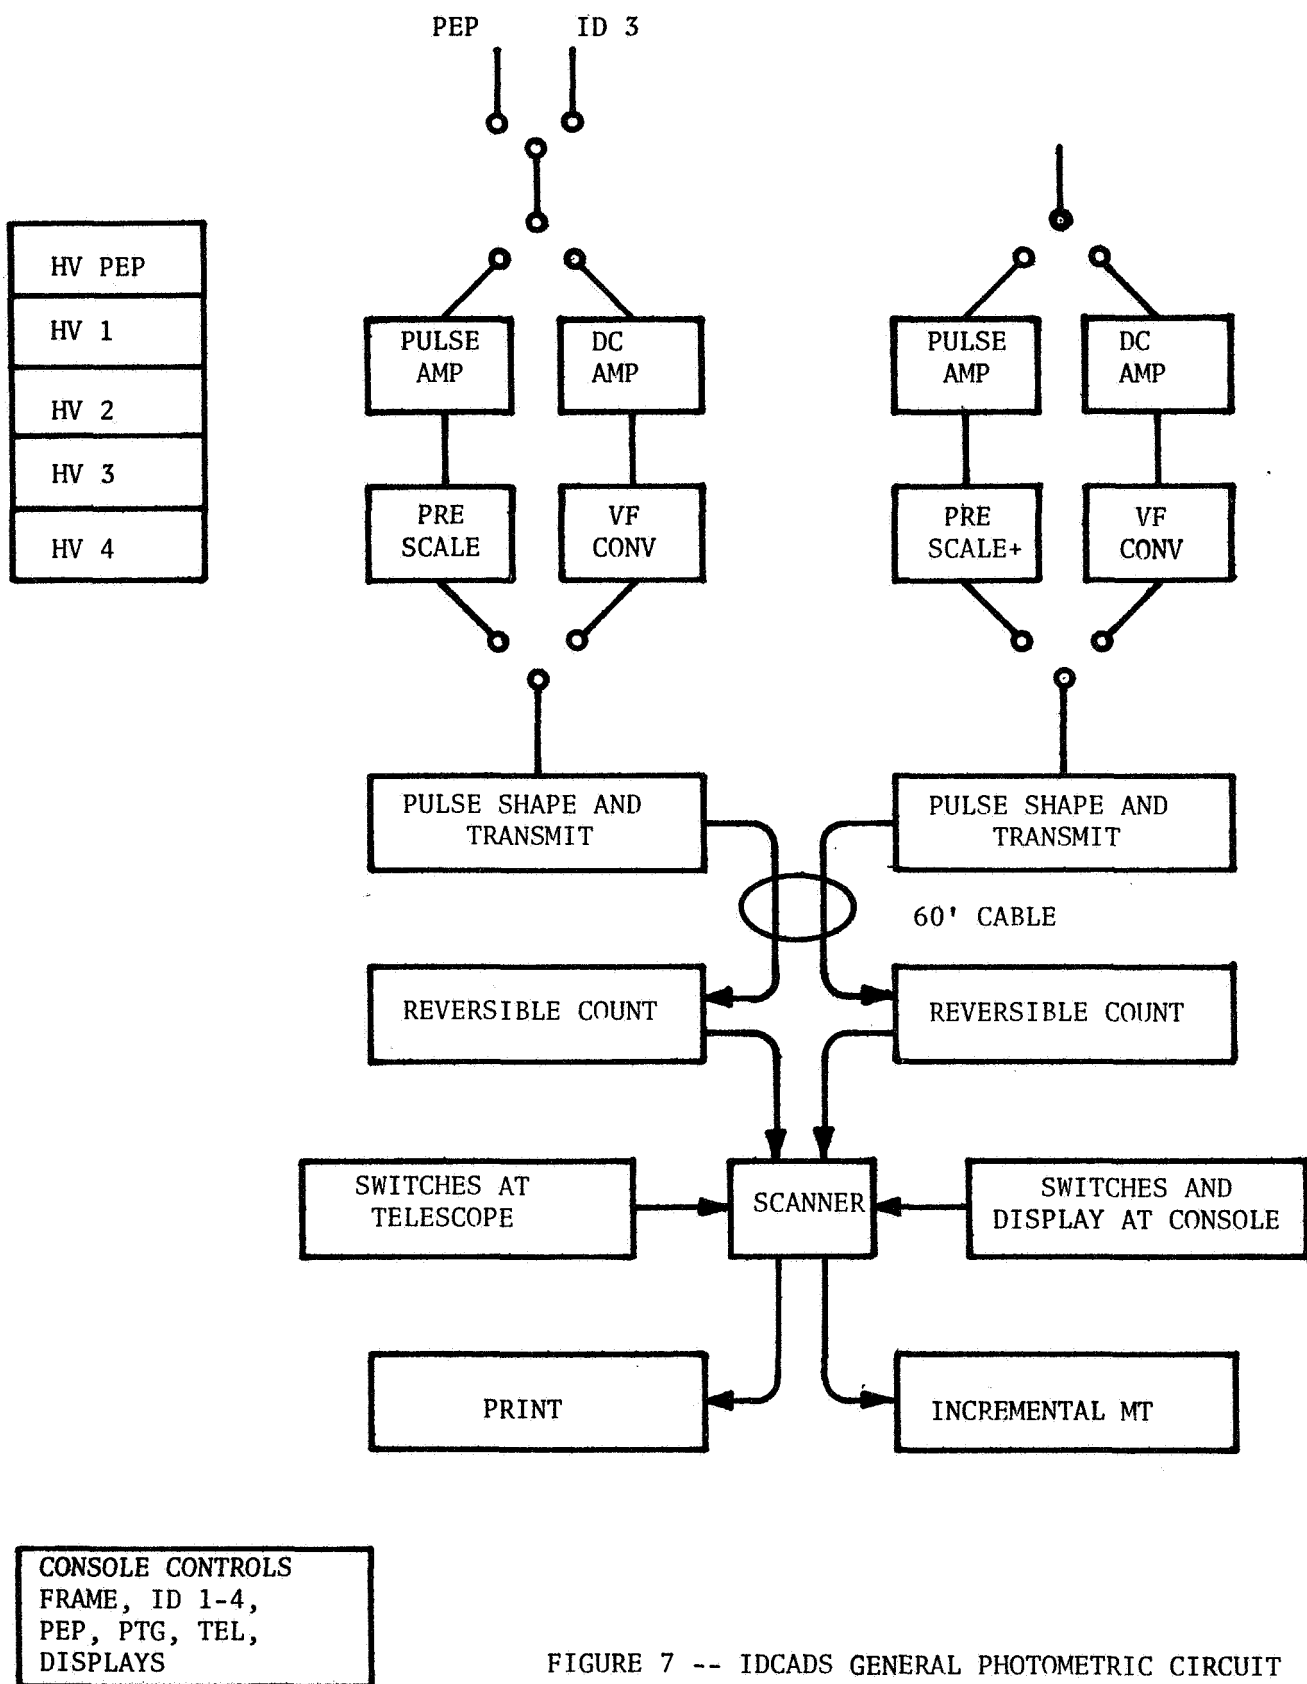 PEP ID 3
HV PEP
HV 1
HV 2
HV 3
HV 4
PULSE
AMP
DC
AMP
PRE
SCALE
VF
CONV
PULSE
AMP
DC
AMP
PRE
SCALE+
VF
CONV
PULSE SHAPE AND
TRANSMIT
PULSE SHAPE AND
TRANSMIT
60' CABLE
REVERSIBLE COUNT
REVERSIBLE COUNT
SWITCHES AT
TELESCOPE
SCANNER
SWITCHES AND
DISPLAY AT CONSOLE
PRINT
INCREMENTAL MT
CONSOLE CONTROLS
FRAME, ID 1-4,
PEP, PTG, TEL,
DISPLAYS
FIGURE 7 -- IDCADS GENERAL PHOTOMETRIC CIRCUIT